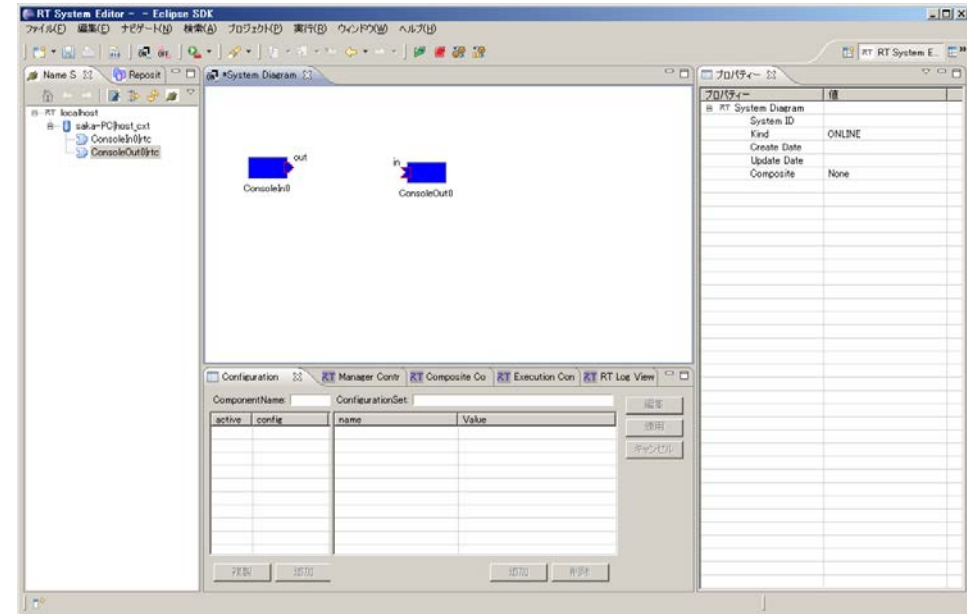 RT System Editor - - Eclipse SDK
ファイル(F) 編集(E) ナビゲート(N) 検索(A) プロジェクト(P) 実行(R) ウィンドウ(W) ヘルプ(H)
RT System E..
Name S
Reposit
*System Diagram
プロパティー
RT localhost
saka-PC|host_cxt
ConsoleIn0|rtc
ConsoleOut0|rtc
out
ConsoleIn0
in
ConsoleOut0
プロパティー 値
RT System Diagram
System ID
Kind ONLINE
Create Date
Update Date
Composite None
Configuration
RT Manager Contr
RT Composite Co
RT Execution Con
RT RT Log View
ComponentName: ConfigurationSet:
編集
active config name Value
適用
キャンセル
複製 追加 追加 削除